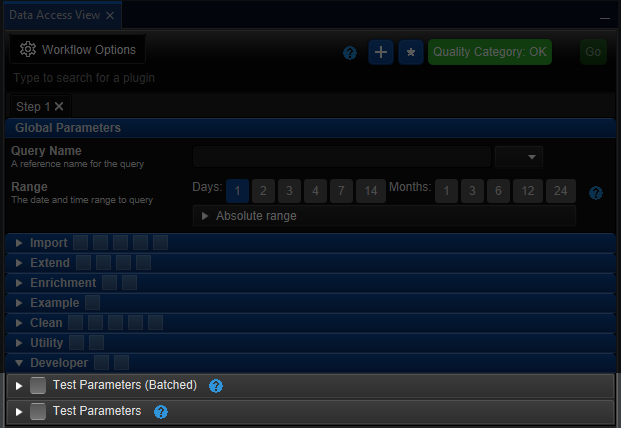 Data Access View
Workflow Options
Quality Category: OK
Go
Type to search for a plugin
Step 1
Global Parameters
Query Name
A reference name for the query
Range
The date and time range to query
Days: 1 2 3 4 7 14 Months: 1 3 6 12 24
Absolute range
Import
Extend
Enrichment
Example
Clean
Utility
Developer
Test Parameters (Batched)
Test Parameters